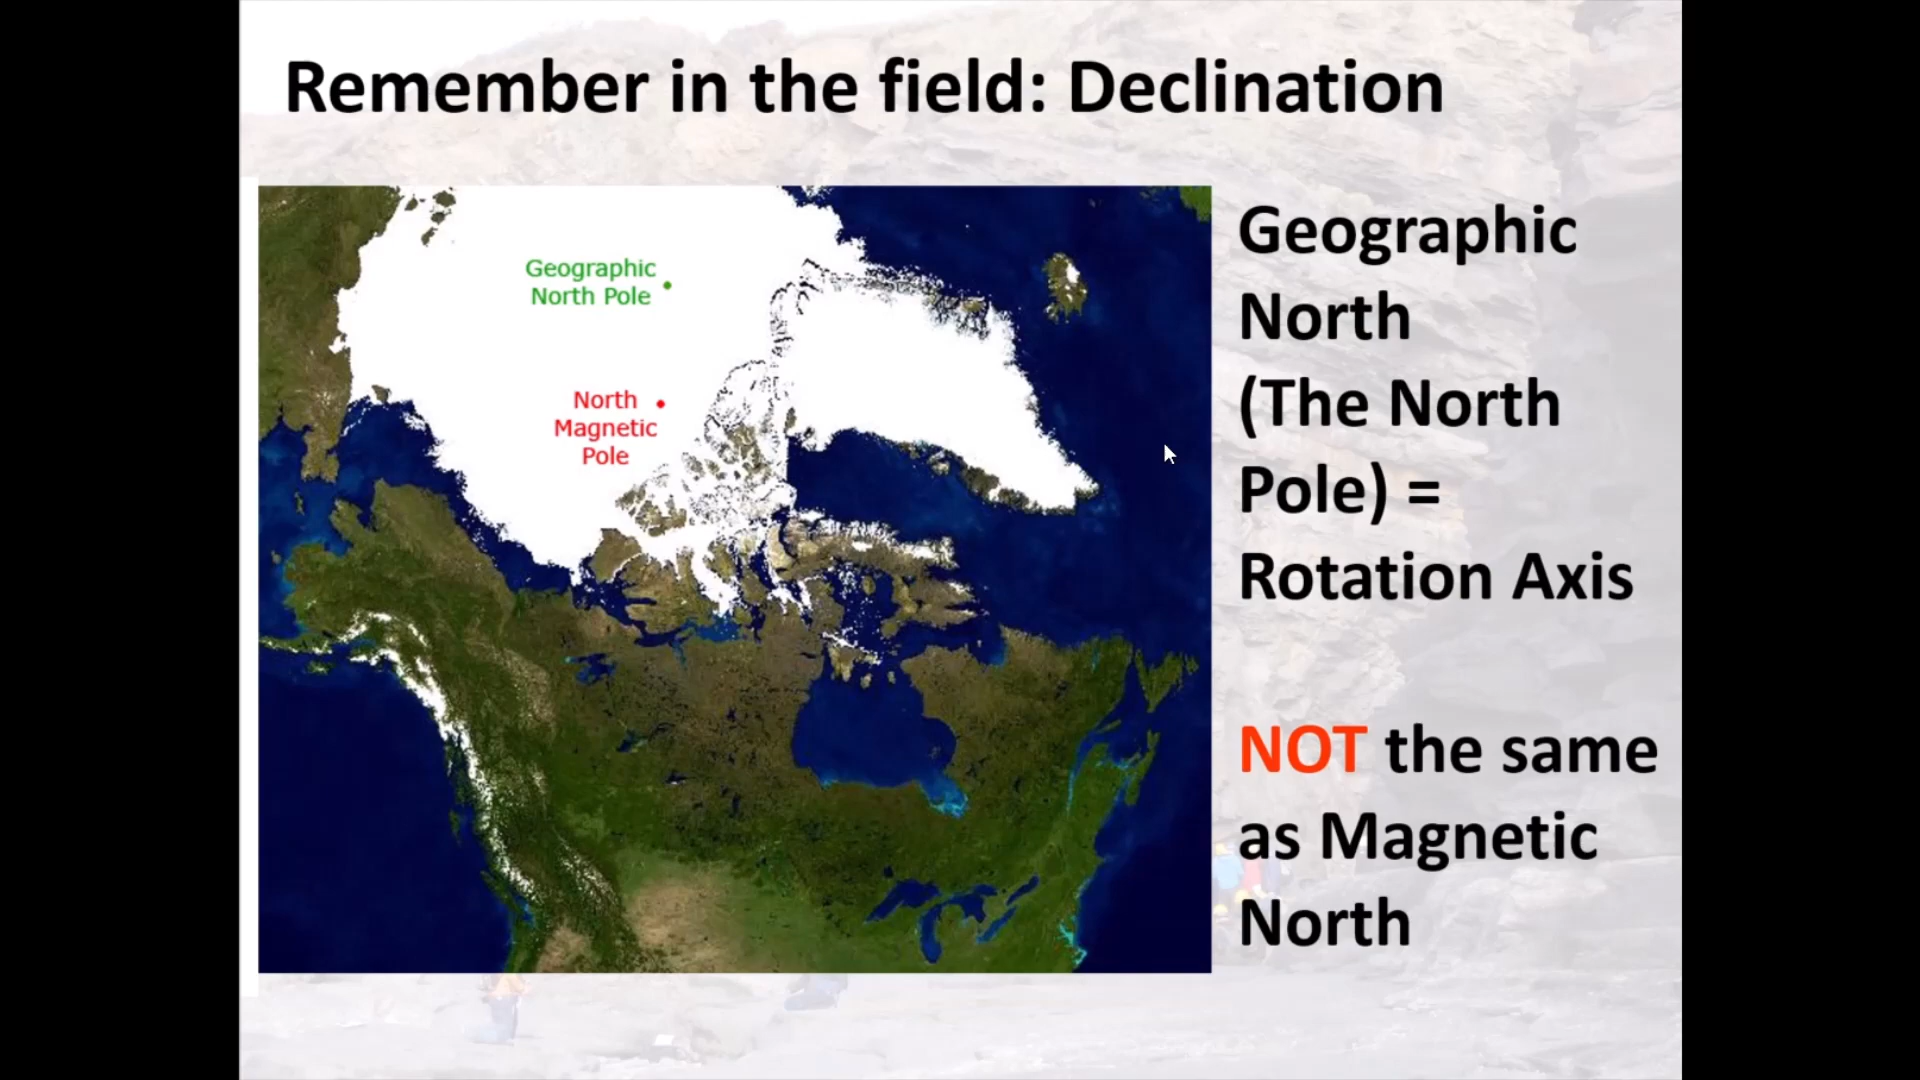 Remember in the field: Declination
Geographic
North Pole
North
Magnetic
Pole
Geographic
North
(The North
Pole) =
Rotation Axis
NOT the same
as Magnetic
North